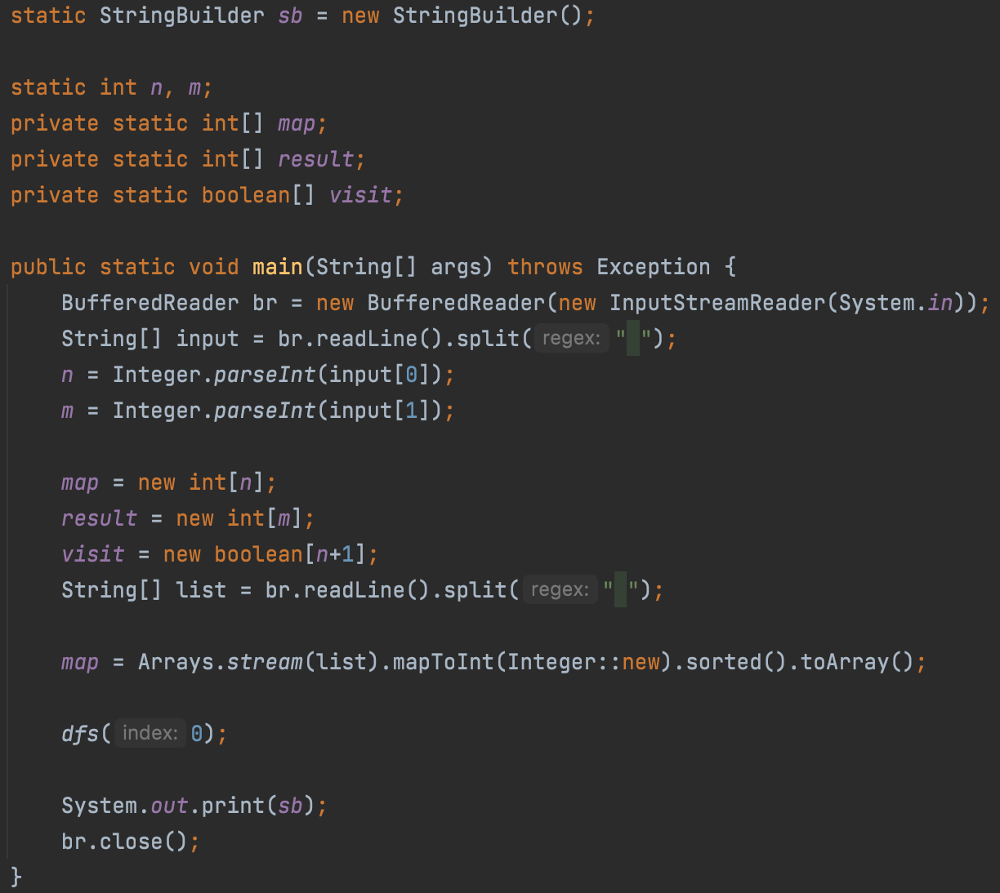 static StringBuilder sb = new StringBuilder();
static int n, m;
private static int[] map;
private static int[] result;
private static boolean[] visit;
public static void main(String[] args) throws Exception {
BufferedReader br = new BufferedReader(new InputStreamReader(System.in));
String[] input = br.readLine().split( regex: " ");
n = Integer.parseInt(input[0]);
m = Integer.parseInt(input[1]);
map = new int[n];
result = new int[m];
visit = new boolean[n+1];
String[] list = br.readLine().split( regex: " ");
map = Arrays.stream(list).mapToInt(Integer::new).sorted().toArray();
dfs( index: 0);
System.out.print(sb);
br.close();
}